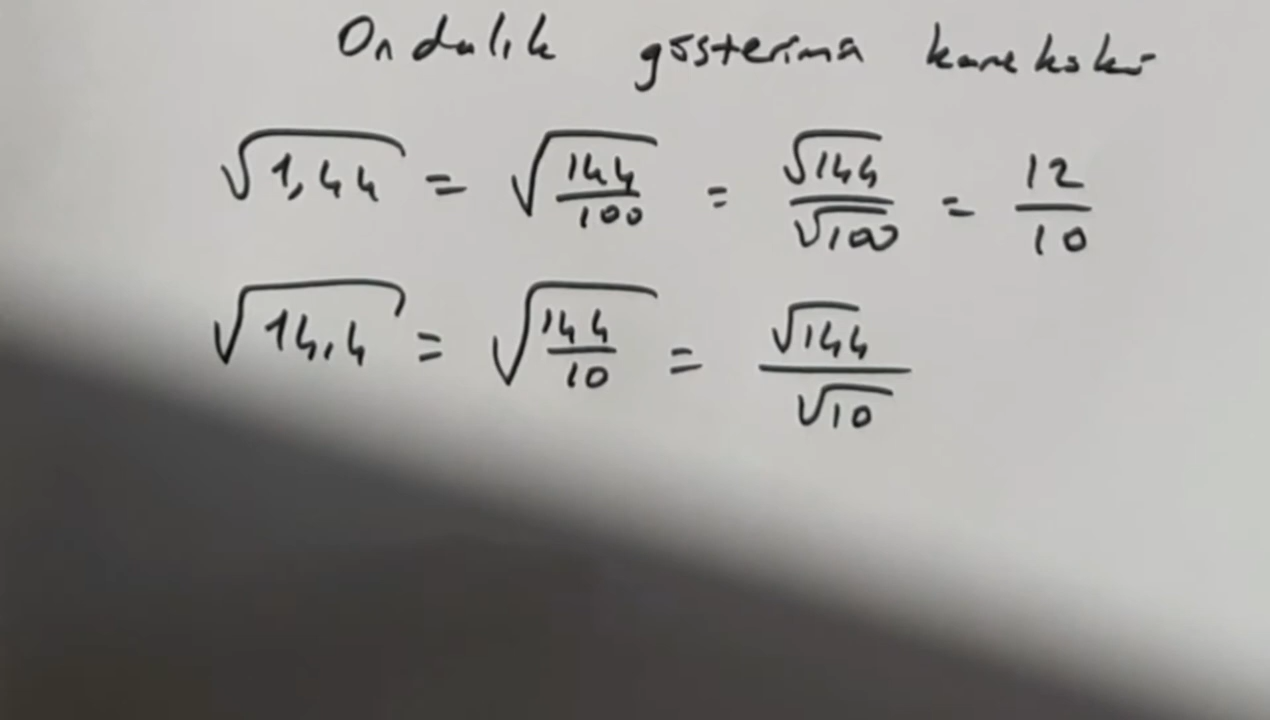 Ondalık gösterimin karekökü
√1,44 = √(144/100) = √144/√100 = 12/10
√14,4 = √(144/10) = √144/√10